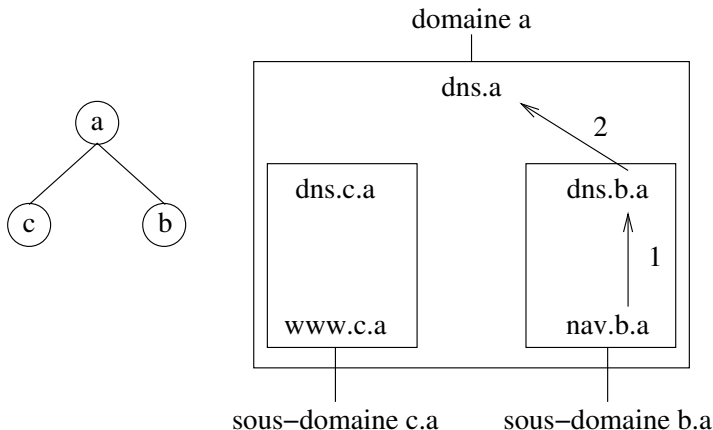 domaine a
dns.a
a
2
dns.c.a
dns.b.a
c
b
1
www.c.a
nav.b.a
sous-domaine c.a
sous-domaine b.a